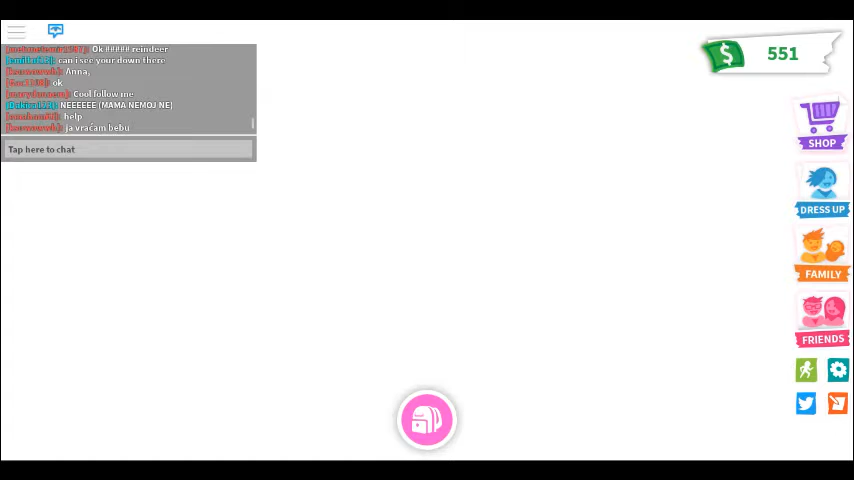 Ok ##### reindeer
can i see your down there
Anna,
ok
Cool follow me
NEEEEEE (MAMA NEMOJ NE)
help
ja vraćam bebu
Tap here to chat
551
SHOP
DRESS UP
FAMILY
FRIENDS